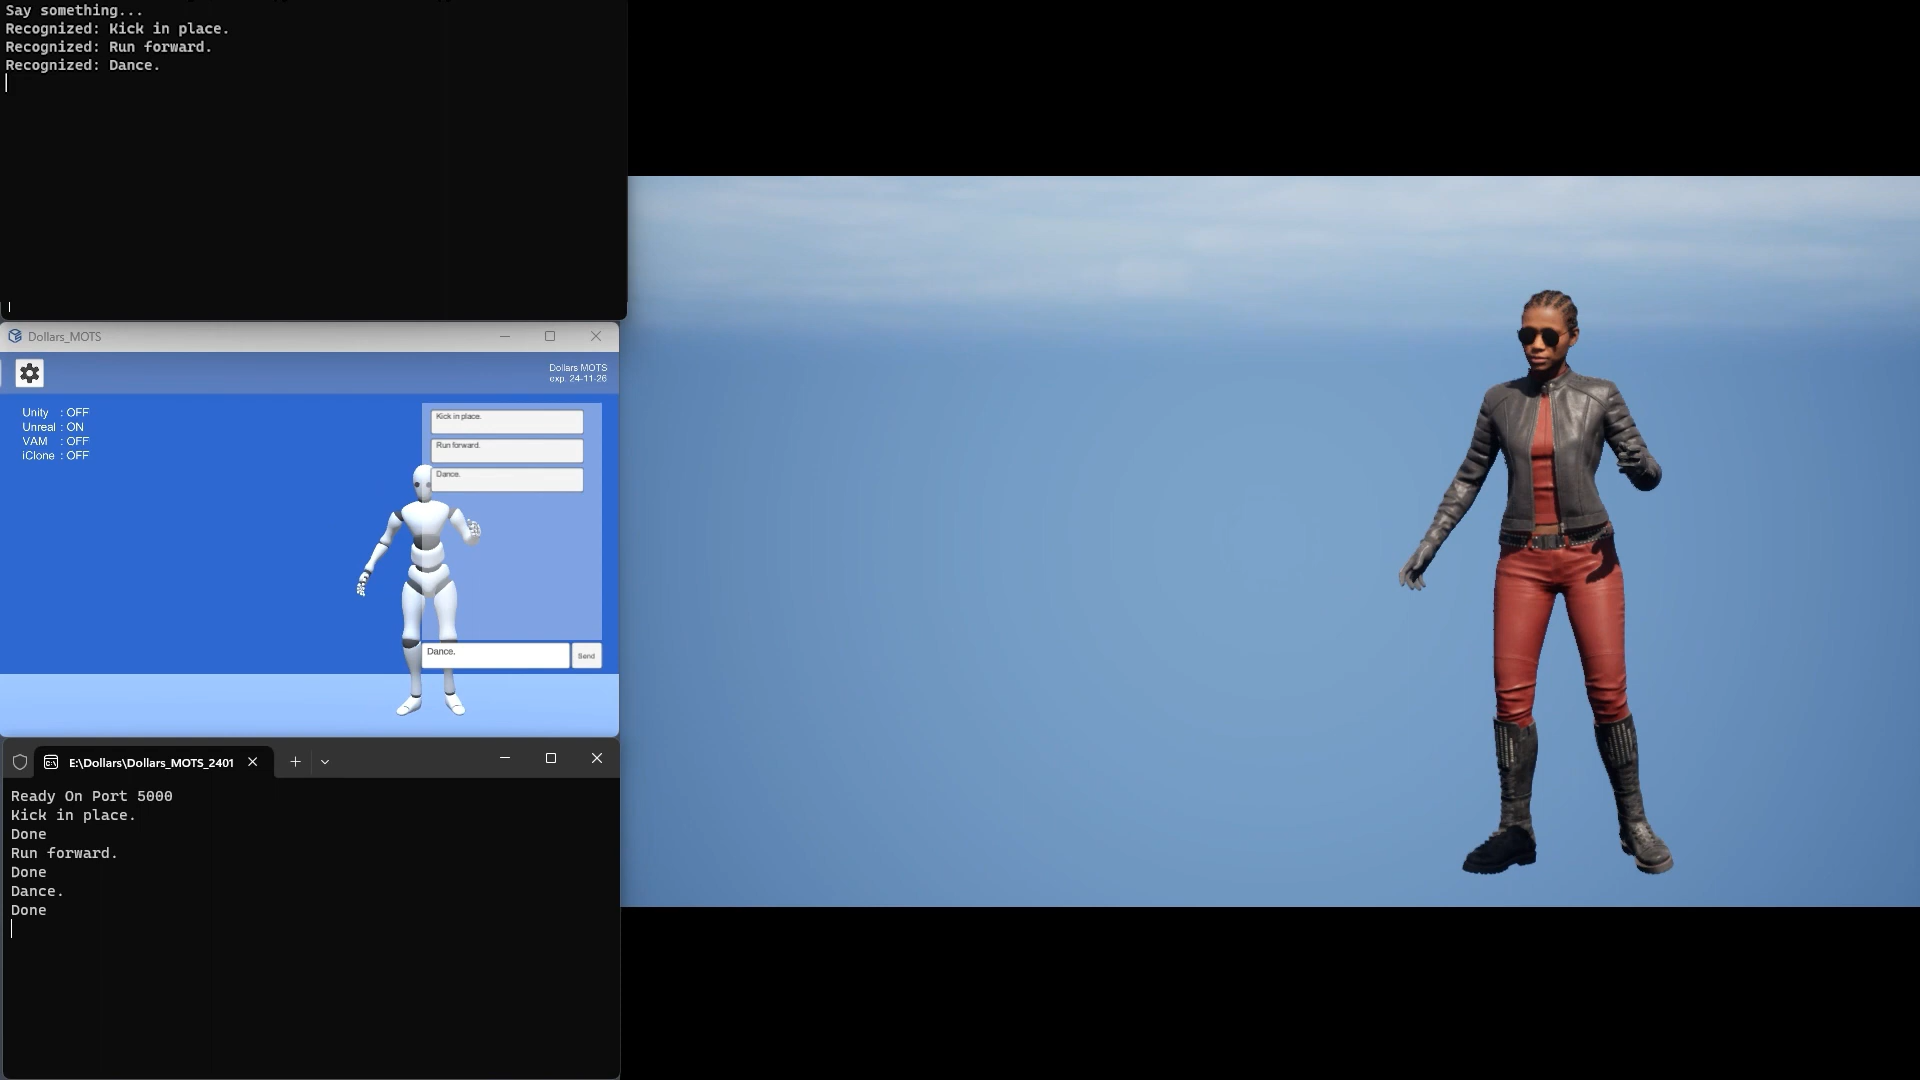 Say something...
Recognized: Kick in place.
Recognized: Run forward.
Recognized: Dance.
Dollars_MOTS
Dollars MOTS
exp. 24-11-26
Unity : OFF
Unreal : ON
VAM : OFF
iClone : OFF
Kick in place.
Run forward.
Dance.
Dance.
Send
E:\Dollars\Dollars_MOTS_2401
Ready On Port 5000
Kick in place.
Done
Run forward.
Done
Dance.
Done